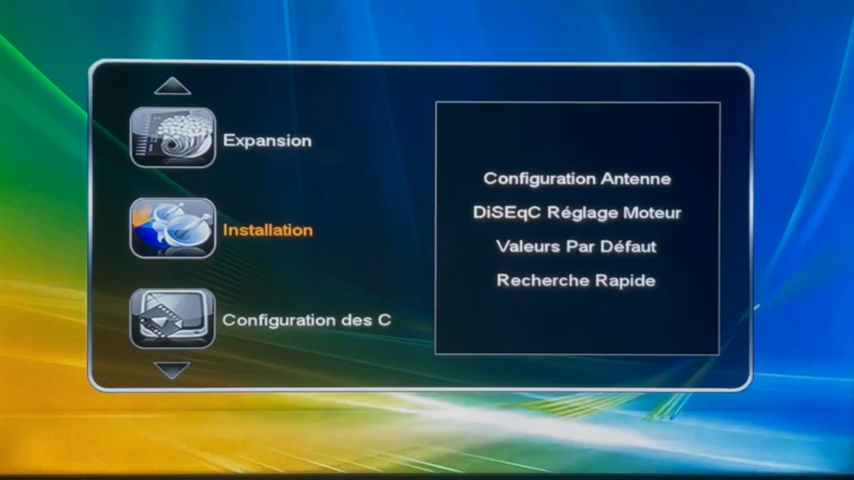 Expansion
Installation
Configuration des C
Configuration Antenne
DiSEqC Réglage Moteur
Valeurs Par Défaut
Recherche Rapide